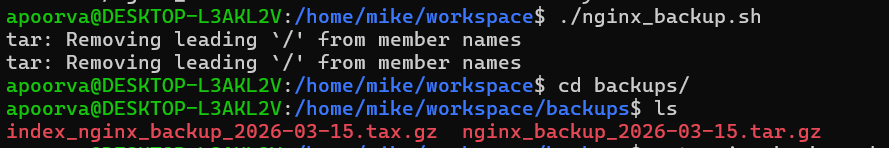 apoorva@DESKTOP-L3AKL2V:/home/mike/workspace$ ./nginx_backup.sh
tar: Removing leading `/' from member names
tar: Removing leading `/' from member names
apoorva@DESKTOP-L3AKL2V:/home/mike/workspace$ cd backups/
apoorva@DESKTOP-L3AKL2V:/home/mike/workspace/backups$ ls
index_nginx_backup_2026-03-15.tax.gz  nginx_backup_2026-03-15.tar.gz